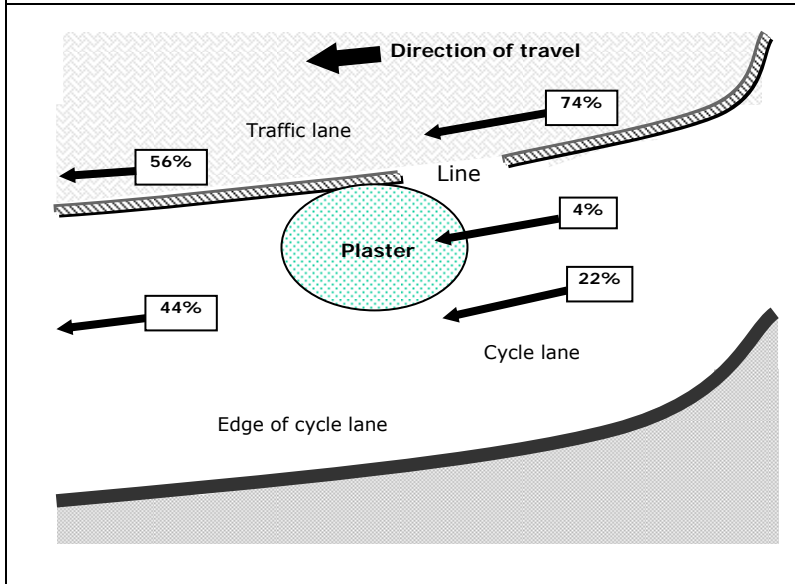 Direction of travel
74%
Traffic lane
56%
Line
4%
Plaster
22%
44%
Cycle lane
Edge of cycle lane